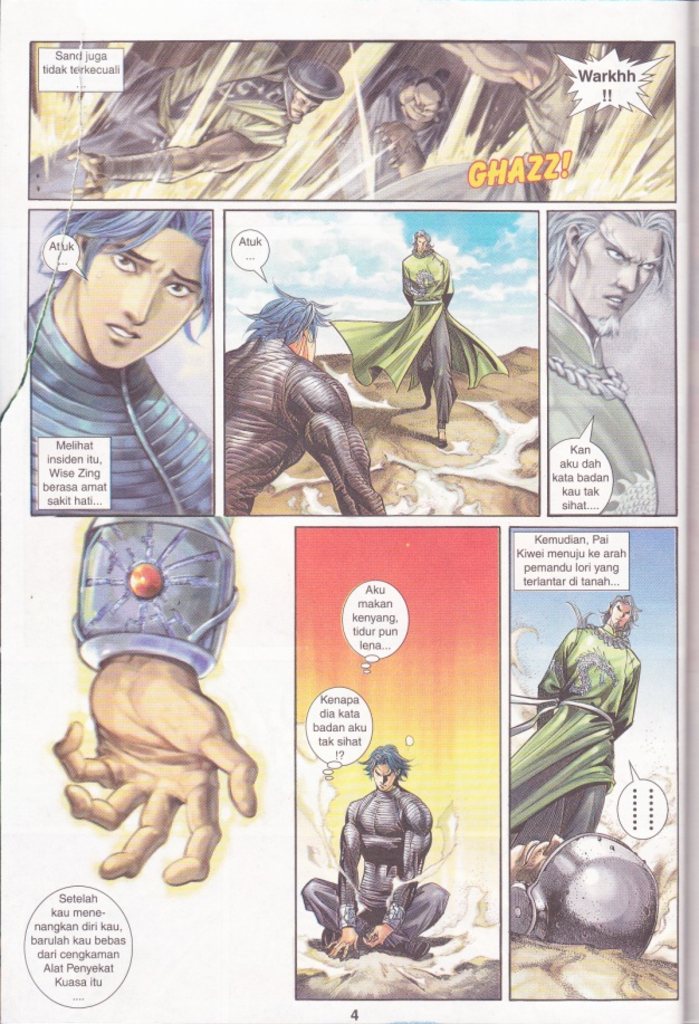 Sand juga
tidak terkecuali
...
Warkhh
!!
GHAZZ!
Atuk
...
Melihat
insiden itu,
Wise Zing
berasa amat
sakit hati...
Atuk
...
Kan
aku dah
kata badan
kau tak
sihat....
Setelah
kau mene-
nangkan diri kau,
barulah kau bebas
dari cengkaman
Alat Penyekat
Kuasa itu
....
Aku
makan
kenyang,
tidur pun
lena...
Kenapa
dia kata
badan aku
tak sihat
!?
Kemudian, Pai
Kiwei menuju ke arah
pemandu lori yang
terlantar di tanah...
4